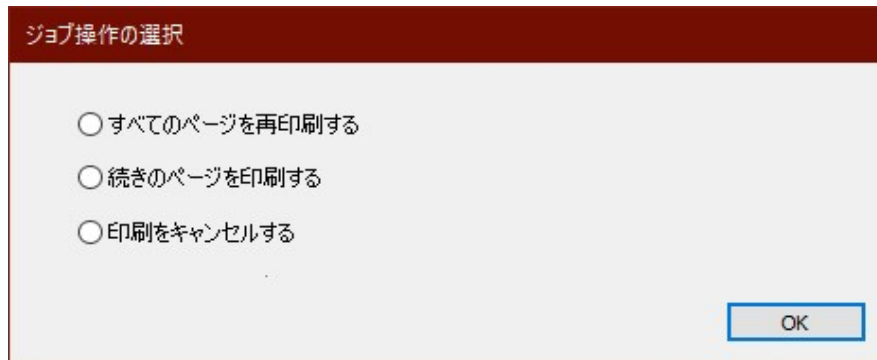 ジョブ操作の選択
すべてのページを再印刷する
続きのページを印刷する
印刷をキャンセルする
OK